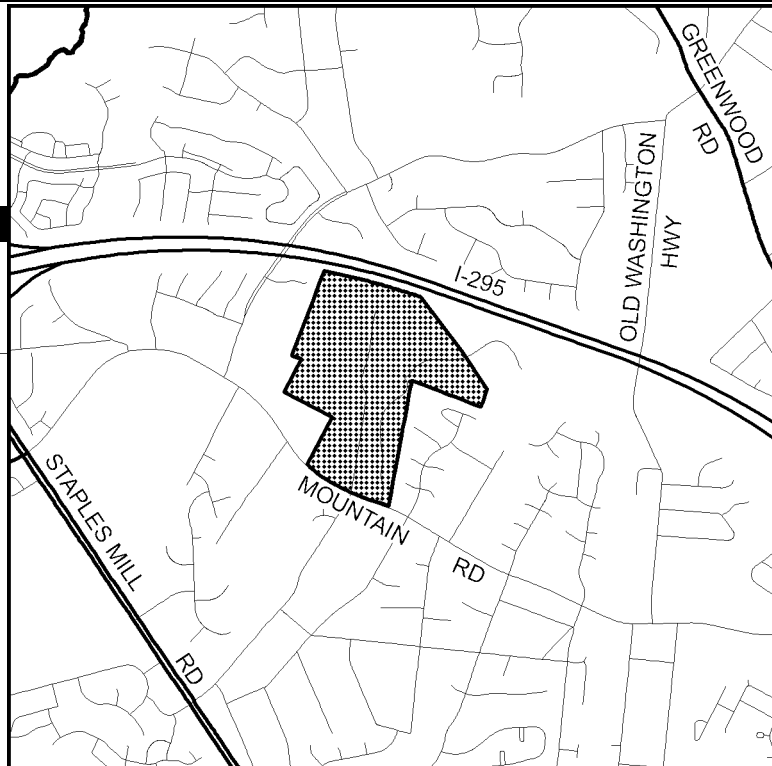 GREENWOOD
RD
OLD WASHINGTON
HWY
I-295
STAPLES MILL
RD
MOUNTAIN
RD